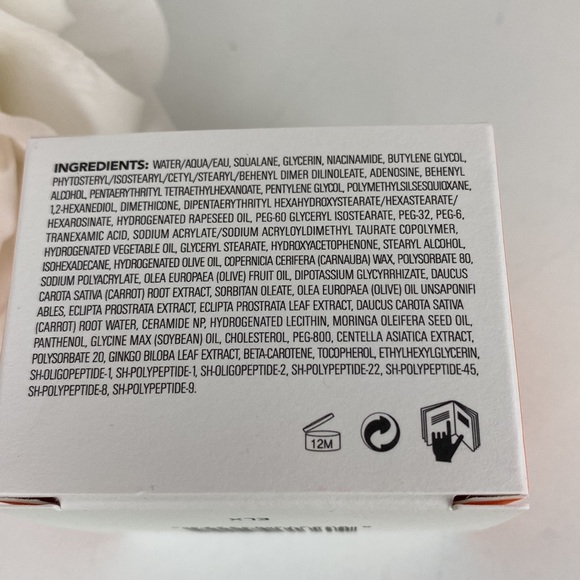 INGREDIENTS: WATER/AQUA/EAU, SQUALANE, GLYCERIN, NIACINAMIDE, BUTYLENE GLYCOL,
PHYTOSTERYL/ISOSTEARYL/CETYL/STEARYL/BEHENYL DIMER DILINOLEATE, ADENOSINE, BEHENYL
ALCOHOL, PENTAERYTHRITYL TETRAETHYLHEXANOATE, PENTYLENE GLYCOL, POLYMETHYLSILSESQUIOXANE,
1,2-HEXANEDIOL, DIMETHICONE, DIPENTAERYTHRITYL HEXAHYDROXYSTEARATE/HEXASTEARATE/
HEXAROSINATE, HYDROGENATED RAPESEED OIL, PEG-60 GLYCERYL ISOSTEARATE, PEG-32, PEG-6,
TRANEXAMIC ACID, SODIUM ACRYLATE/SODIUM ACRYLOYLDIMETHYL TAURATE COPOLYMER,
HYDROGENATED VEGETABLE OIL, GLYCERYL STEARATE, HYDROXYACETOPHENONE, STEARYL ALCOHOL,
ISOHEXADECANE, HYDROGENATED OLIVE OIL, COPERNICIA CERIFERA (CARNAUBA) WAX, POLYSORBATE 80,
SODIUM POLYACRYLATE, OLEA EUROPAEA (OLIVE) FRUIT OIL, DIPOTASSIUM GLYCYRRHIZATE, DAUCUS
CAROTA SATIVA (CARROT) ROOT EXTRACT, SORBITAN OLEATE, OLEA EUROPAEA (OLIVE) OIL UNSAPONIFI
ABLES, ECLIPTA PROSTRATA EXTRACT, ECLIPTA PROSTRATA LEAF EXTRACT, DAUCUS CAROTA SATIVA
(CARROT) ROOT WATER, CERAMIDE NP, HYDROGENATED LECITHIN, MORINGA OLEIFERA SEED OIL,
PANTHENOL, GLYCINE MAX (SOYBEAN) OIL, CHOLESTEROL, PEG-800, CENTELLA ASIATICA EXTRACT,
POLYSORBATE 20, GINKGO BILOBA LEAF EXTRACT, BETA-CAROTENE, TOCOPHEROL, ETHYLHEXYLGLYCERIN,
SH-OLIGOPEPTIDE-1, SH-POLYPEPTIDE-1, SH-OLIGOPEPTIDE-2, SH-POLYPEPTIDE-22, SH-POLYPEPTIDE-45,
SH-POLYPEPTIDE-8, SH-POLYPEPTIDE-9.
12M